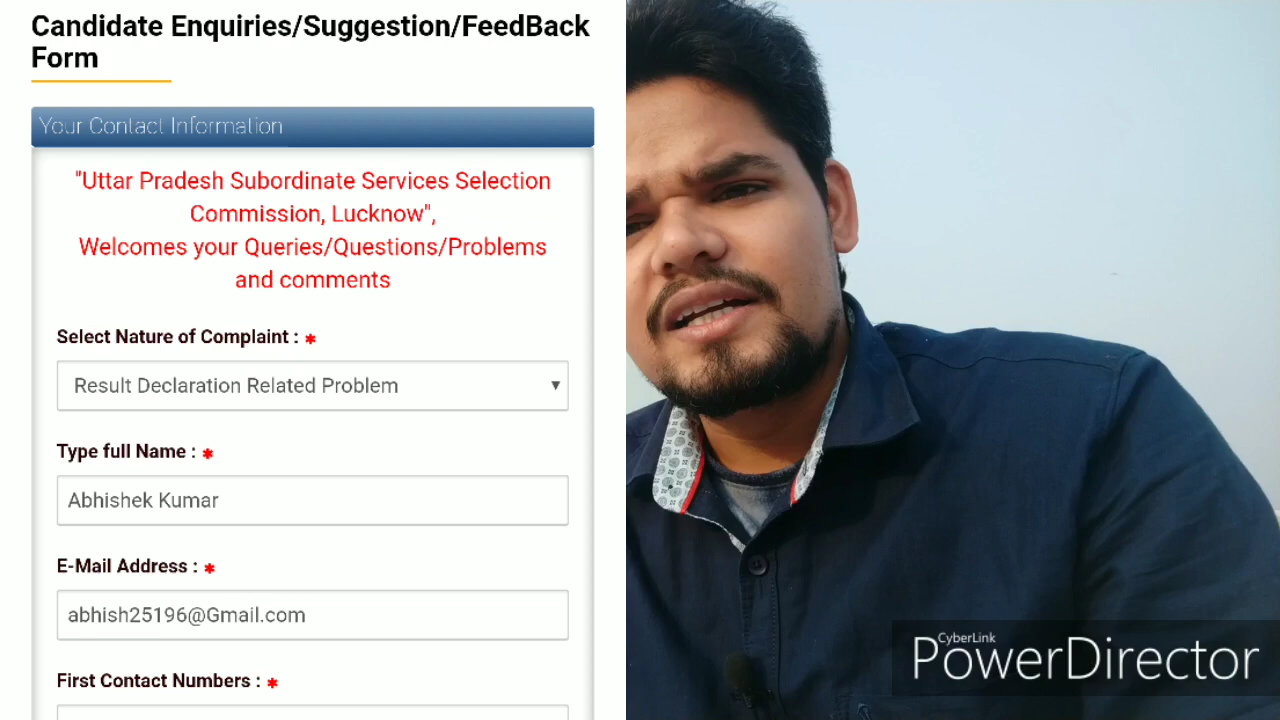 Candidate Enquiries/Suggestion/FeedBack
Form
Your Contact Information
"Uttar Pradesh Subordinate Services Selection
Commission, Lucknow",
Welcomes your Queries/Questions/Problems
and comments
Select Nature of Complaint : *
Result Declaration Related Problem ▼
Type full Name : *
Abhishek Kumar
E-Mail Address : *
abhish25196@Gmail.com
First Contact Numbers : *
CyberLink
PowerDirector